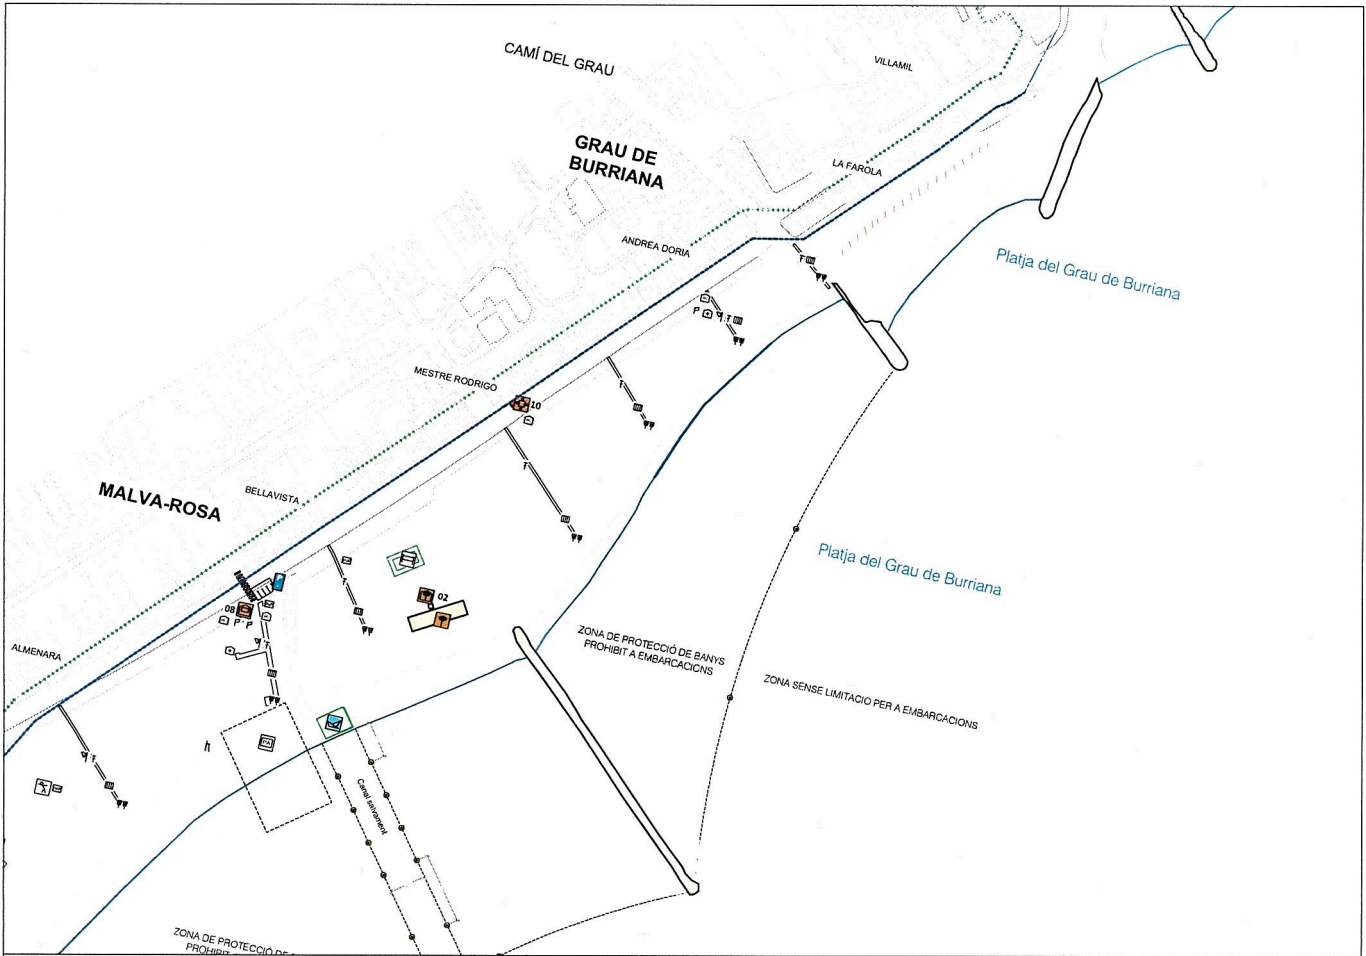 CAMÍ DEL GRAU
VILLAMIL
GRAU DE
BURRIANA
LA FAROLA
ANDREA DORIA
Platja del Grau de Burriana
MESTRE RODRIGO
10
MALVA-ROSA
BELLAVISTA
Platja del Grau de Burriana
02
08
P P
ALMENARA
ZONA DE PROTECCIÓ DE BANYS
PROHIBIT A EMBARCACIONS
ZONA SENSE LIMITACIO PER A EMBARCACIONS
Canal salvament
ZONA DE PROTECCIÓ DE
PROHIBIT